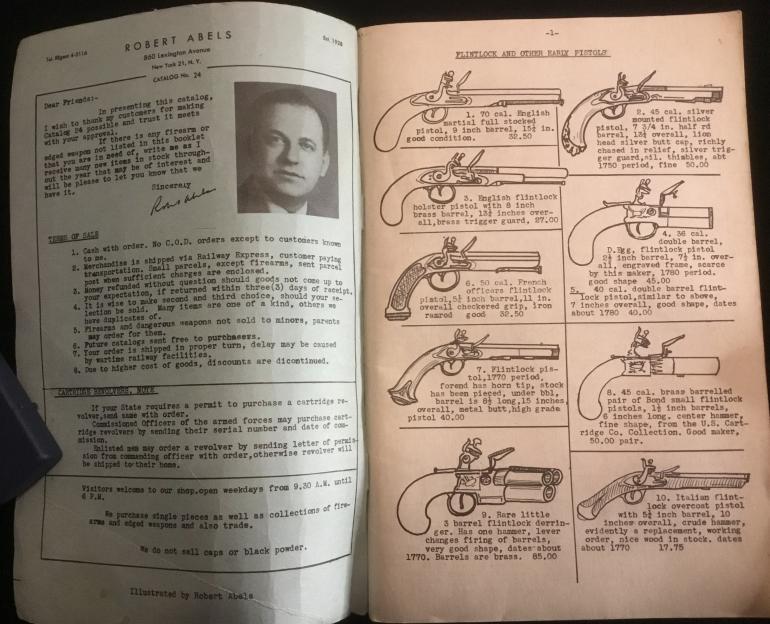 ROBERT ABELS
Tel. REgent 4-5116
Est. 1928
860 Lexington Avenue
New York 21, N. Y.
CATALOG No. 24
Dear Friends:-
In presenting this catalog,
I wish to thank my customers for making
Catalog 24 possible and trust it meets
with your approval.
If there is any firearm or
edged weapon not listed in this booklet
that you are in need of, write me as I
receive many new items in stock through-
out the year that may be of interest and
will be please to let you know that we
have it.
Sincerely
Robt Abels
TERMS OF SALE
1. Cash with order. No C.O.D. orders except to customers known
to me.
2. Merchandise is shipped via Railway Express, customer paying
transportation. Small parcels, except firearms, sent parcel
post when sufficient charges are enclosed.
3. Money refunded without question should goods not come up to
your expectation, if returned within three(3) days of receipt.
4. It is wise to make second and third choice, should your se-
lection be sold. Many items are one of a kind, others we
have duplicates of.
5. Firearms and dangerous weapons not sold to minors, parents
may order for them.
6. Future catalogs sent free to purchasers.
7. Your order is shipped in proper turn, delay may be caused
by wartime railway facilities.
8. Due to higher cost of goods, discounts are dicontinued.
CARTRIDGE REVOLVERS, NOTE
If your State requires a permit to purchase a cartridge re-
volver,send same with order.
Commissioned Officers of the armed forces may purchase cart-
ridge revolvers by sending their serial number and date of com-
mission.
Enlisted men may order a revolver by sending letter of permis-
sion from commanding officer with order,otherwise revolver will
be shipped to their home.
Visitors welcome to our shop.open weekdays from 9.30 A.M. until
6 P.M.
We purchase single pieces as well as collections of fire-
arms and edged weapons and also trade.
We do not sell caps or black powder.
Illustrated by Robert Abels
-1-
FLINTLOCK AND OTHER EARLY PISTOLS
1. 70 cal. English
martial full stocked
pistol, 9 inch barrel, 15½ in.
good condition. 32.50
2. 45 cal. silver
mounted flintlock
pistol, 7 3/4 in. half rd
barrel, 13½ overall, lion
head silver butt cap, richly
chased in relief, silver trig-
ger guard,sil. thimbles, abt
1750 period, fine 50.00
3. English flintlock
holster pistol with 8 inch
brass barrel, 13½ inches over-
all,brass trigger guard, 27.00
4. 36 cal.
double barrel,
D.Egg, flintlock pistol
2½ inch barrel, 7½ in. over-
all, engraved frame, scarce
by this maker, 1780 period.
good shape 45.00
5. 40 cal. double barrel flint-
lock pistol,similar to above,
7 inches overall, good shape, dates
about 1780 40.00
6. 50 cal. French
officers flintlock
pistol,5½ inch barrel,11 in.
overall checkered grip, iron
ramrod good 32.50
7. Flintlock pis-
tol,1770 period,
forend has horn tip, stock
has been pieced, under bbl,
barrel is 8½ long,15 inches,
overall, metal butt,high grade
pistol 40.00
8. 45 cal. brass barrelled
pair of Bond small flintlock
pistols, 1½ inch barrels,
6 inches long. center hammer,
fine shape, from the U.S. Cart-
ridge Co. Collection. Good maker,
50.00 pair.
9. Rare little
3 barrel flintlock derrin-
ger. Has one hammer, lever
changes firing of barrels,
very good shape, dates about
1770. Barrels are brass. 85.00
10. Italian flint-
lock overcoat pistol
with 5½ inch barrel, 10
inches overall, crude hammer,
evidently a replacement, working
order, nice wood in stock. dates
about 1770 17.75